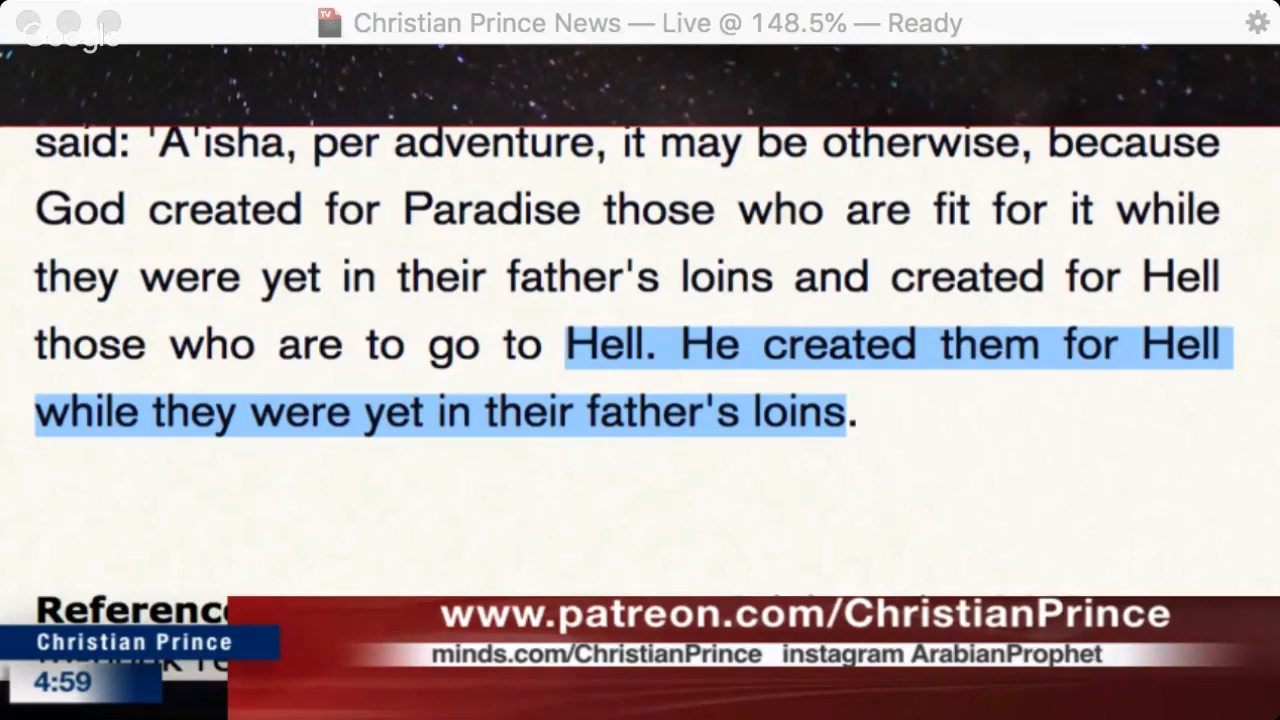 Christian Prince News — Live @ 148.5% — Ready
Google
said: 'A'isha, per adventure, it may be otherwise, because
God created for Paradise those who are fit for it while
they were yet in their father's loins and created for Hell
those who are to go to Hell. He created them for Hell
while they were yet in their father's loins.
www.patreon.com/ChristianPrince
Christian Prince
minds.com/ChristianPrince instagram ArabianProphet
4:59